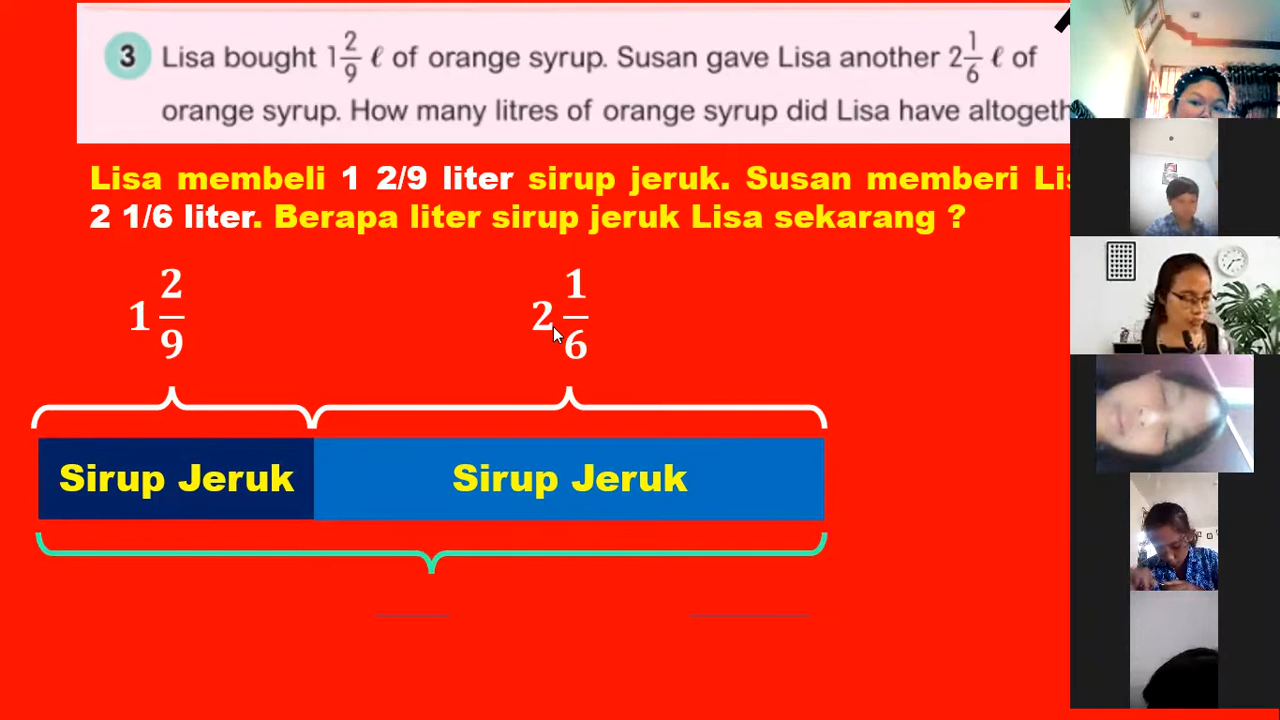 3 Lisa bought 1 2/9 ℓ of orange syrup. Susan gave Lisa another 2 1/6 ℓ of
orange syrup. How many litres of orange syrup did Lisa have altogeth
Lisa membeli 1 2/9 liter sirup jeruk. Susan memberi Lis
2 1/6 liter. Berapa liter sirup jeruk Lisa sekarang ?
1 2/9 2 1/6
Sirup Jeruk Sirup Jeruk